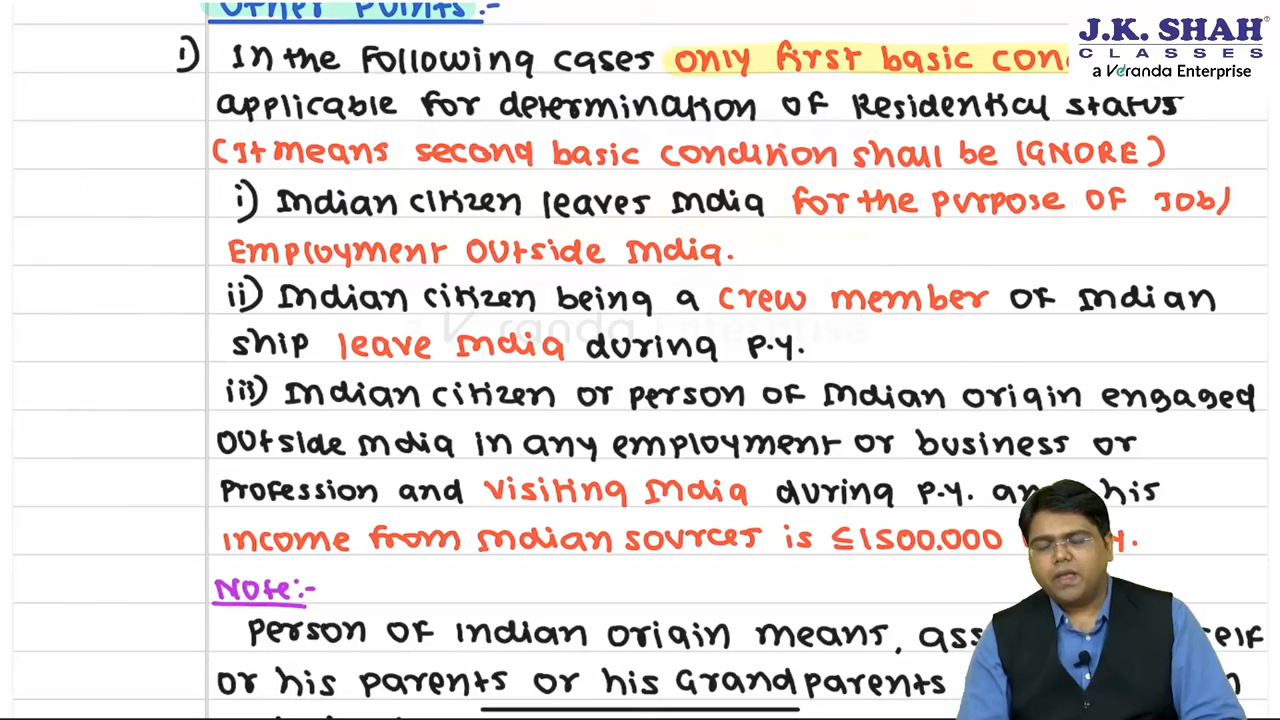 Other Points:-
J.K. SHAH®
CLASSES
a Veranda Enterprise
i) In the following cases only first basic con
applicable for determination of Residential status
(It means second basic condition shall be IGNORE)
i) Indian citizen leaves India for the purpose of Job/
Employment outside India.
ii) Indian citizen being a crew member of Indian
ship leave India during p.y.
iii) Indian citizen or person of Indian origin engaged
outside India in any employment or business or
profession and visiting India during p.y. an his
income from Indian sources is ≤1500.000 y.
Note:-
Person of Indian origin means, ass self
or his parents or his Grandparents
a Veranda Enterprise